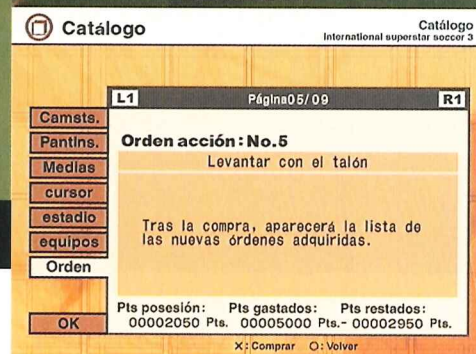 Catálogo
Catálogo
International superstar soccer 3
L1
Página05/09
R1
Camsts.
Pantlns.
Medias
cursor
estadio
equipos
Orden
OK
Orden acción:No.5
Levantar con el talón
Tras la compra, aparecerá la lista de
las nuevas órdenes adquiridas.
Pts posesión: Pts gastados: Pts restados:
00002050 Pts. 00005000 Pts.- 00002950 Pts.
X:Comprar O:Volver